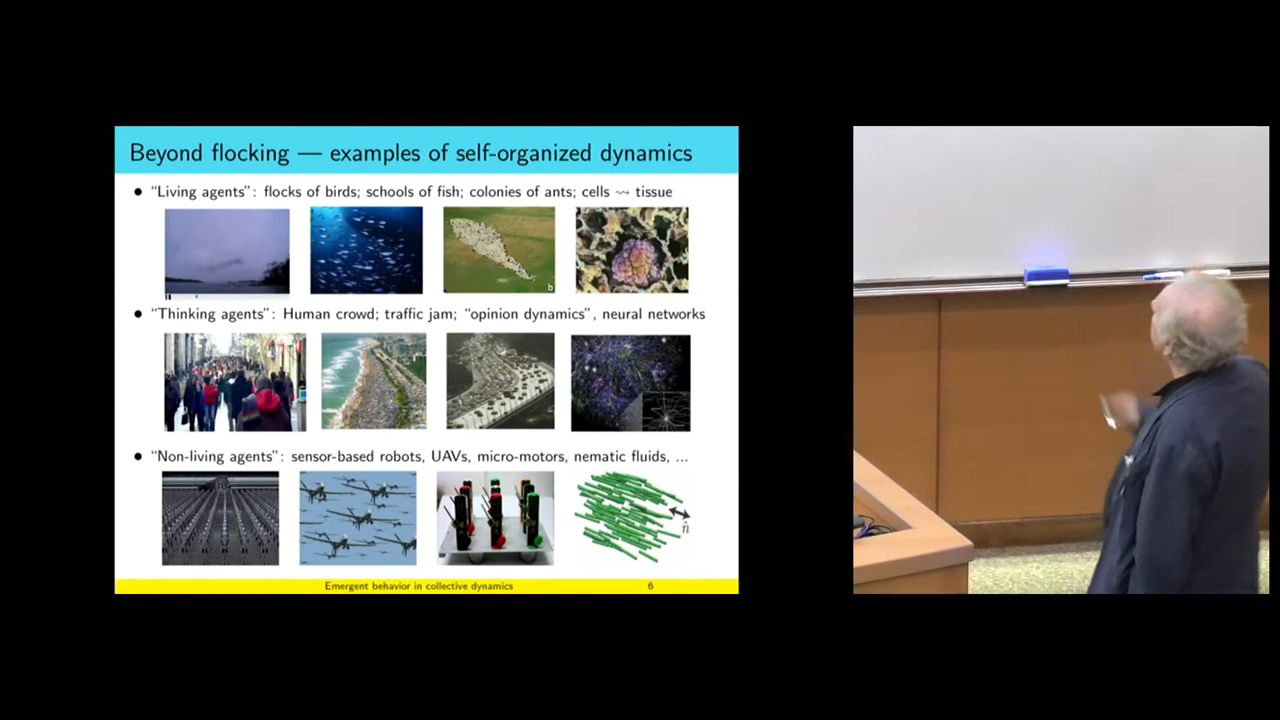 Beyond flocking — examples of self-organized dynamics
● “Living agents”: flocks of birds; schools of fish; colonies of ants; cells ⇝ tissue
b
● “Thinking agents”: Human crowd; traffic jam; “opinion dynamics”, neural networks
● “Non-living agents”: sensor-based robots, UAVs, micro-motors, nematic fluids, ...
n̂
Emergent behavior in collective dynamics 6